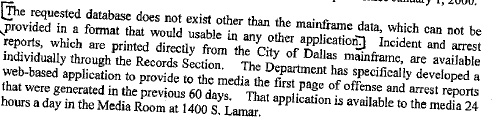 January 1, 2000.
[The requested database does not exist other than the mainframe data, which can not be
provided in a format that would usable in any other application.] Incident and arrest
reports, which are printed directly from the City of Dallas mainframe, are available
individually through the Records Section. The Department has specifically developed a
web-based application to provide to the media the first page of offense and arrest reports
that were generated in the previous 60 days. That application is available to the media 24
hours a day in the Media Room at 1400 S. Lamar.